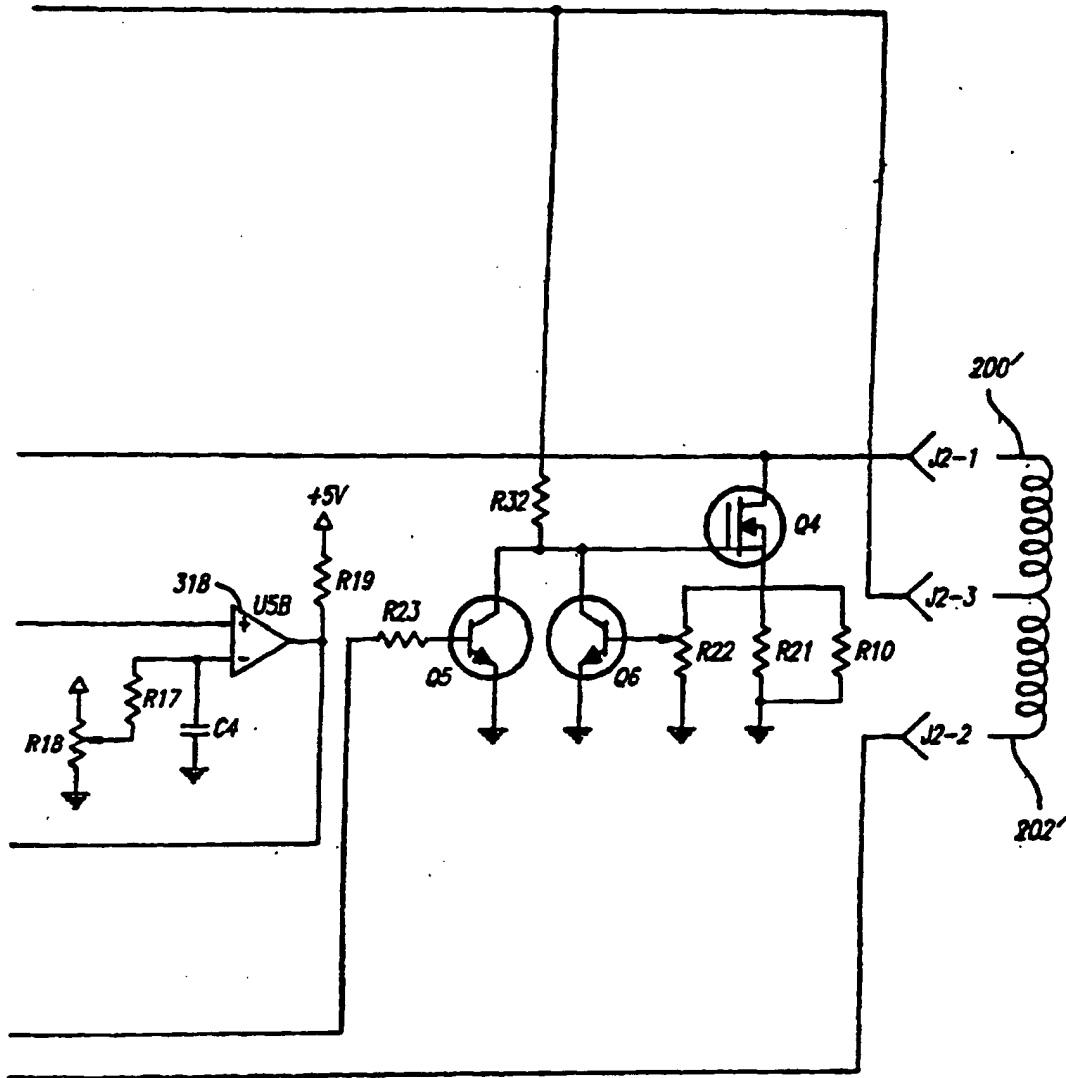 200'
J2-1
R32
+5V
Q4
318
U5B
R19
R23
J2-3
+
-
R17
Q5
Q6
R22
R21
R10
R18
C4
J2-2
202'